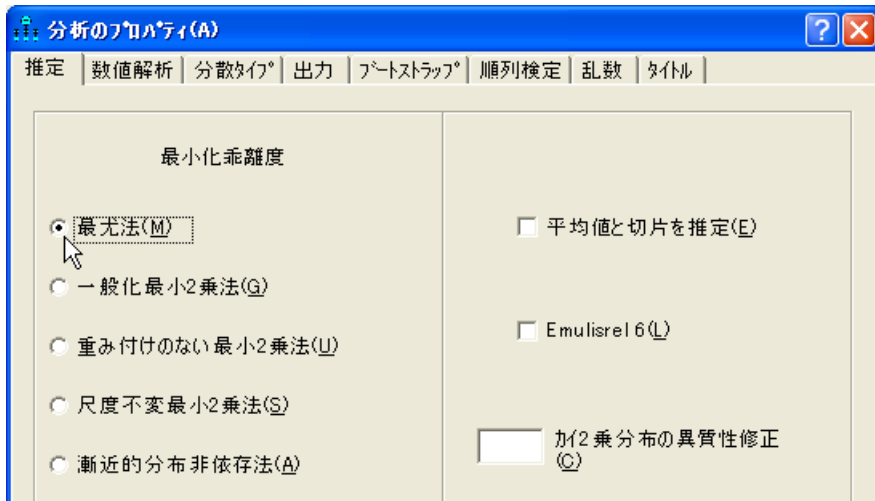 分析のプロパティ(A)
推定 数値解析 分散タイプ 出力 ブートストラップ 順列検定 乱数 タイトル
最小化乖離度
最尤法(M)
一般化最小2乗法(G)
重み付けのない最小2乗法(U)
尺度不変最小2乗法(S)
漸近的分布非依存法(A)
平均値と切片を推定(E)
Emulisrel 6(L)
カイ2乗分布の異質性修正
(C)